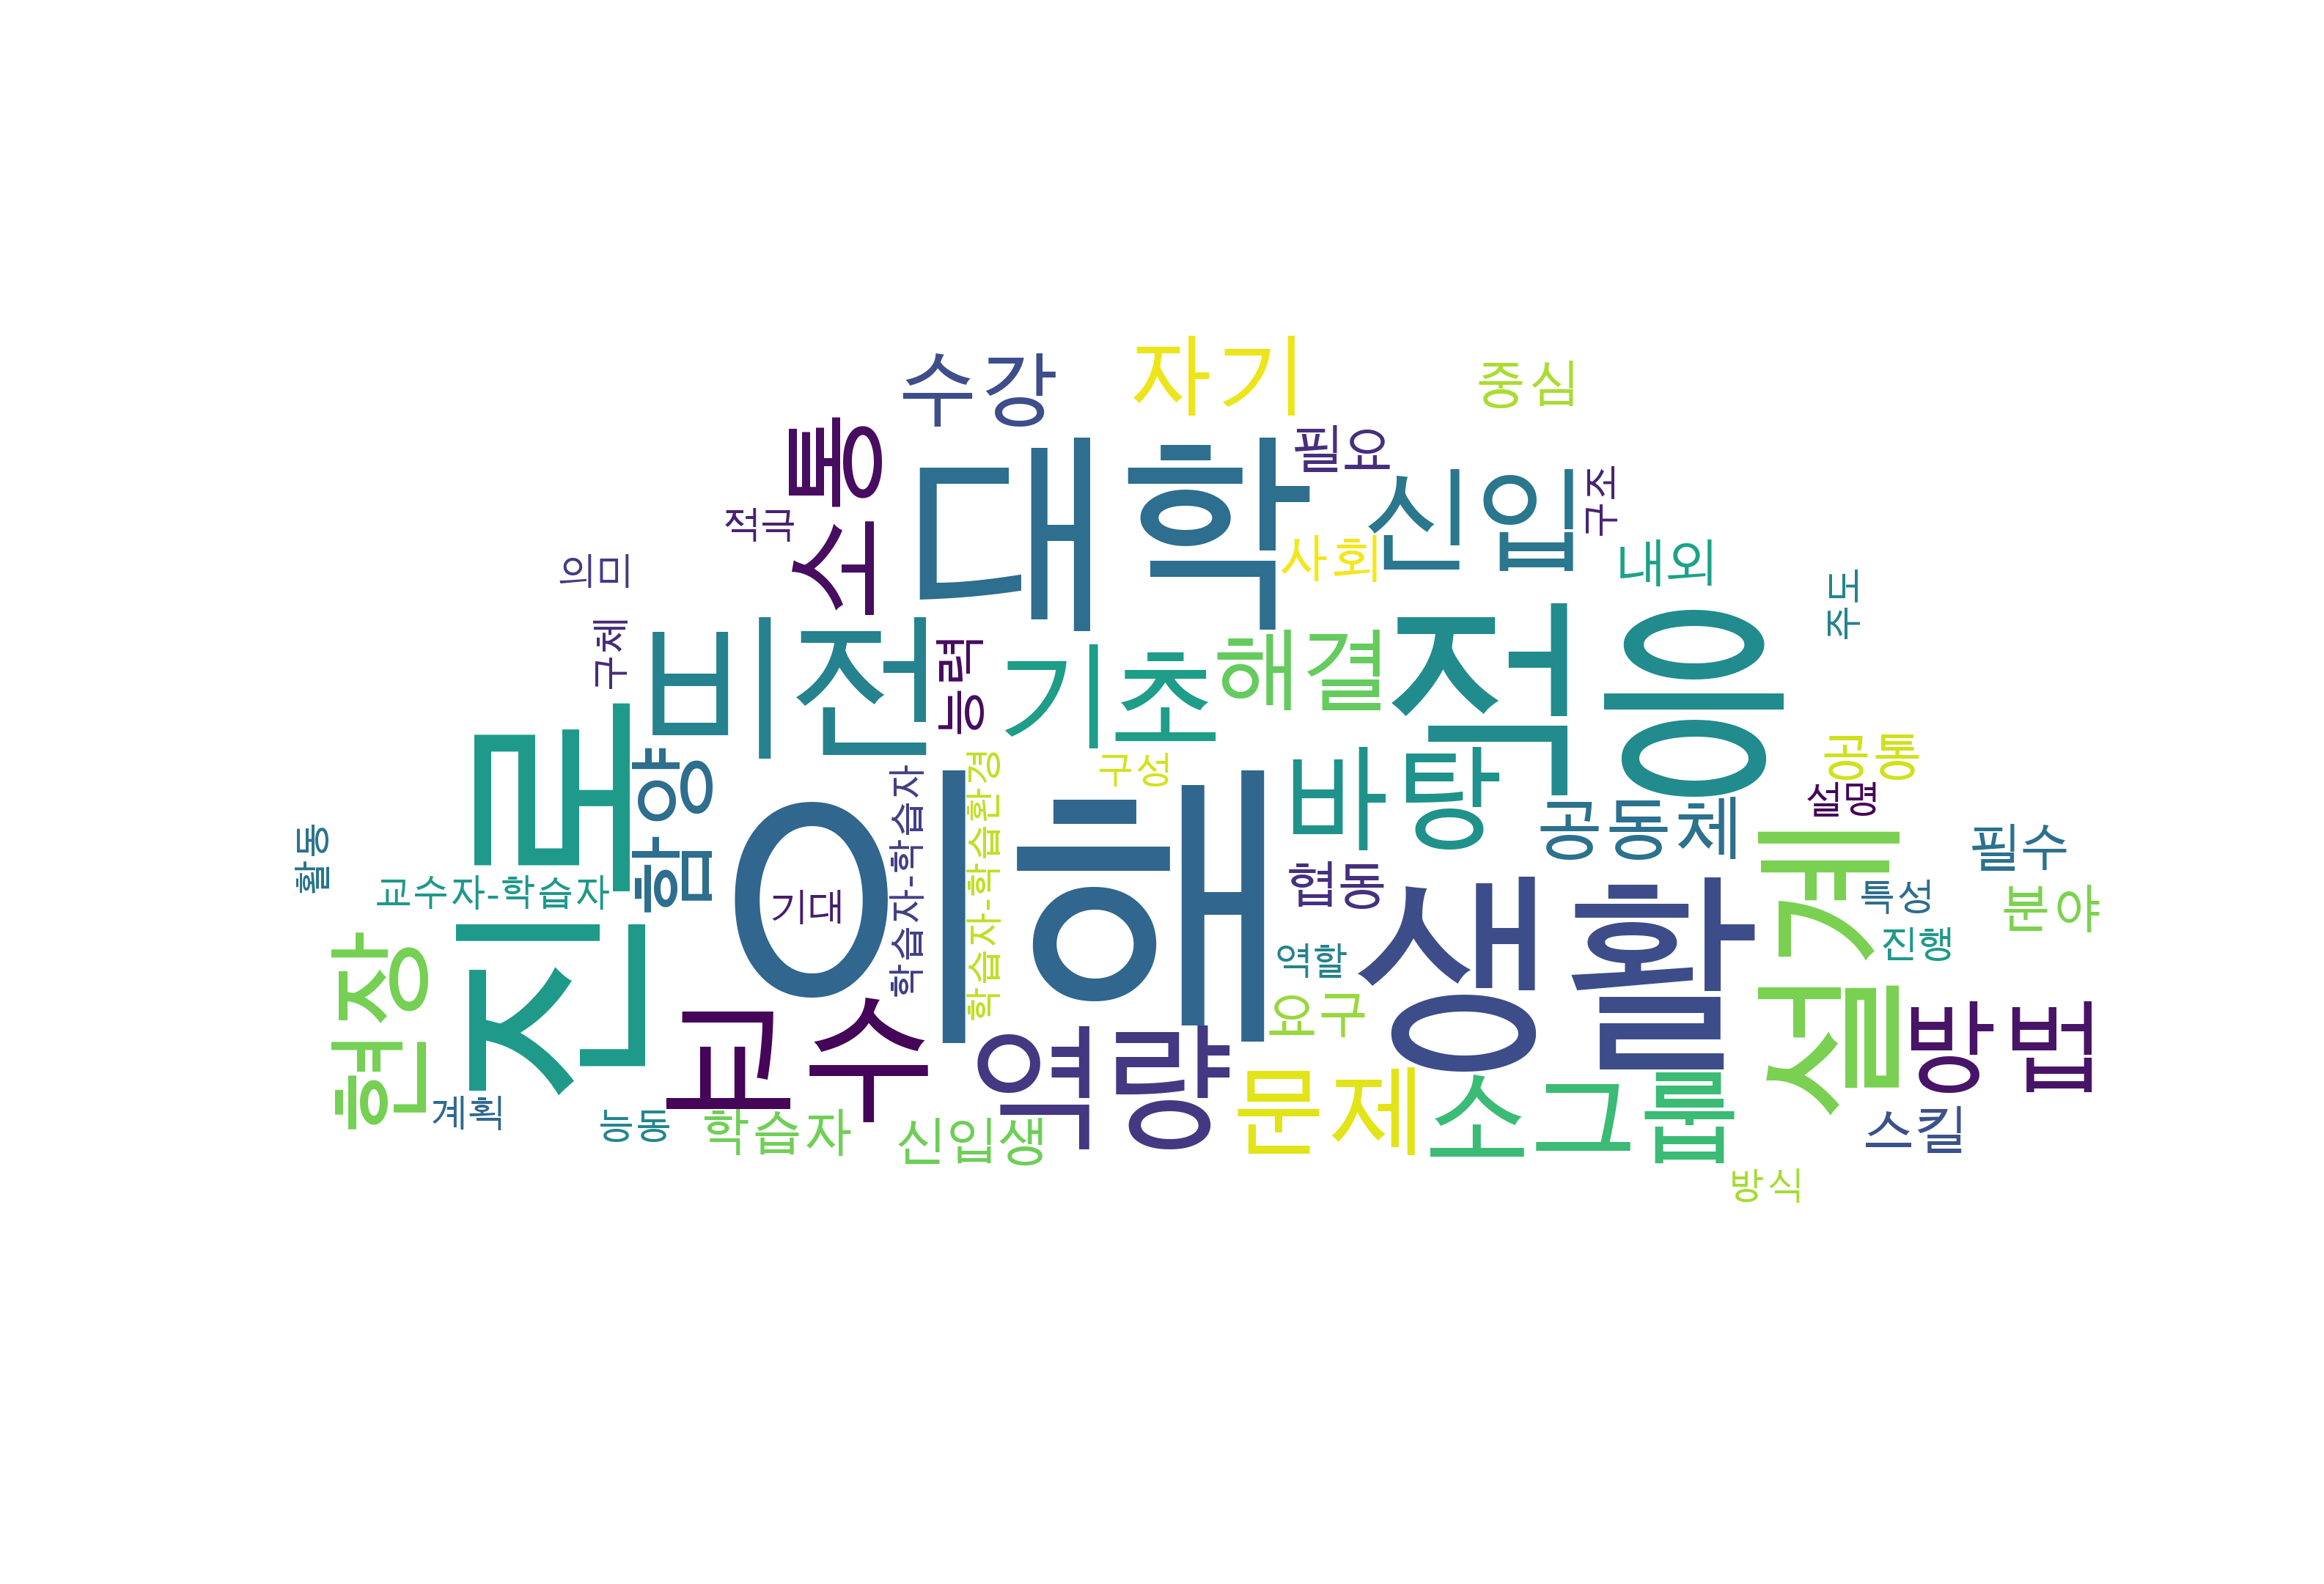 수강
자기
중심
소통
대학
필요
신입
구조
적극
사회
내외
의미
주도
구체
비전
능력
기초
해결
적응
진로
함양
이해
학습자-학습자
학습자-학습환경
구성
바탕
공통
설명
공동체
활동
교수자-학습자
기대
협동
생활
설계
필수
특성
분야
진행
현장
역할
요구
교수
역량
방법
문제
소그룹
계획
능동
학습자
신입생
스킬
방식